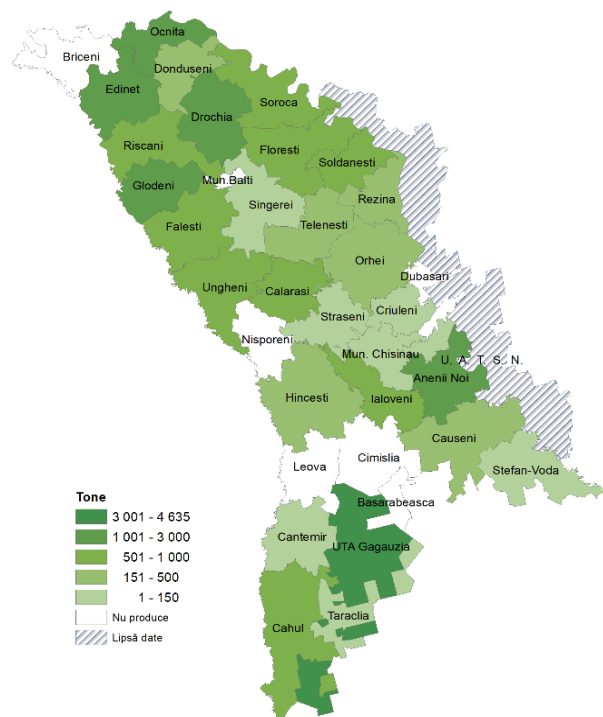 Ocnita
Briceni
Donduseni
Edinet
Soroca
Drochia
Riscani
Floresti
Soldanesti
Mun.Balti
Glodeni
Rezina
Singerei
Falesti
Telenesti
Orhei
Dubasari
Ungheni
Calarasi
Criuleni
Straseni
Nisporeni
Mun. Chisinau
U. A. T. S. N.
Anenii Noi
Hincesti
Ialoveni
Causeni
Cimislia
Leova
Stefan-Voda
Basarabeasca
Cantemir
UTA Gagauzia
Taraclia
Cahul
Tone
3 001 - 4 635
1 001 - 3 000
501 - 1 000
151 - 500
1 - 150
Nu produce
Lipsă date